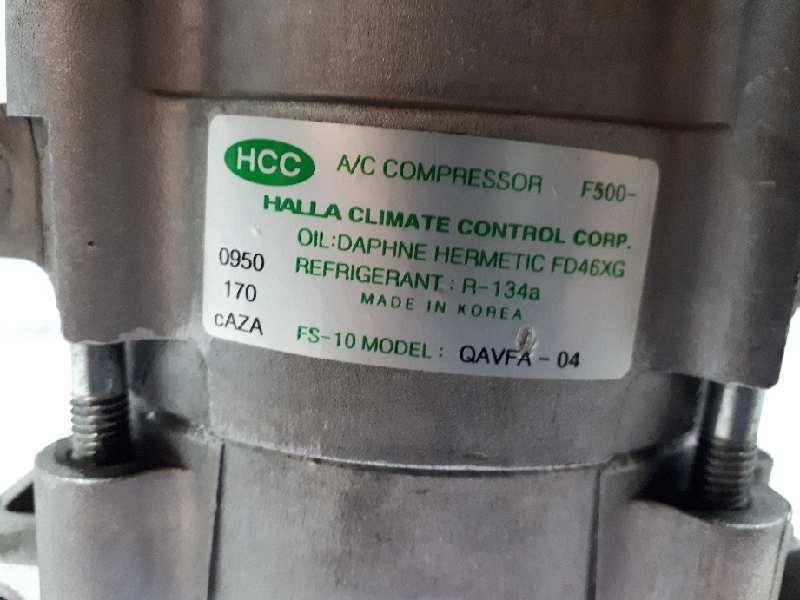 HCC A/C COMPRESSOR F500-
HALLA CLIMATE CONTROL CORP.
OIL:DAPHNE HERMETIC FD46XG
0950 REFRIGERANT : R-134a
170 MADE IN KOREA
cAZA FS-10 MODEL : QAVFA - 04